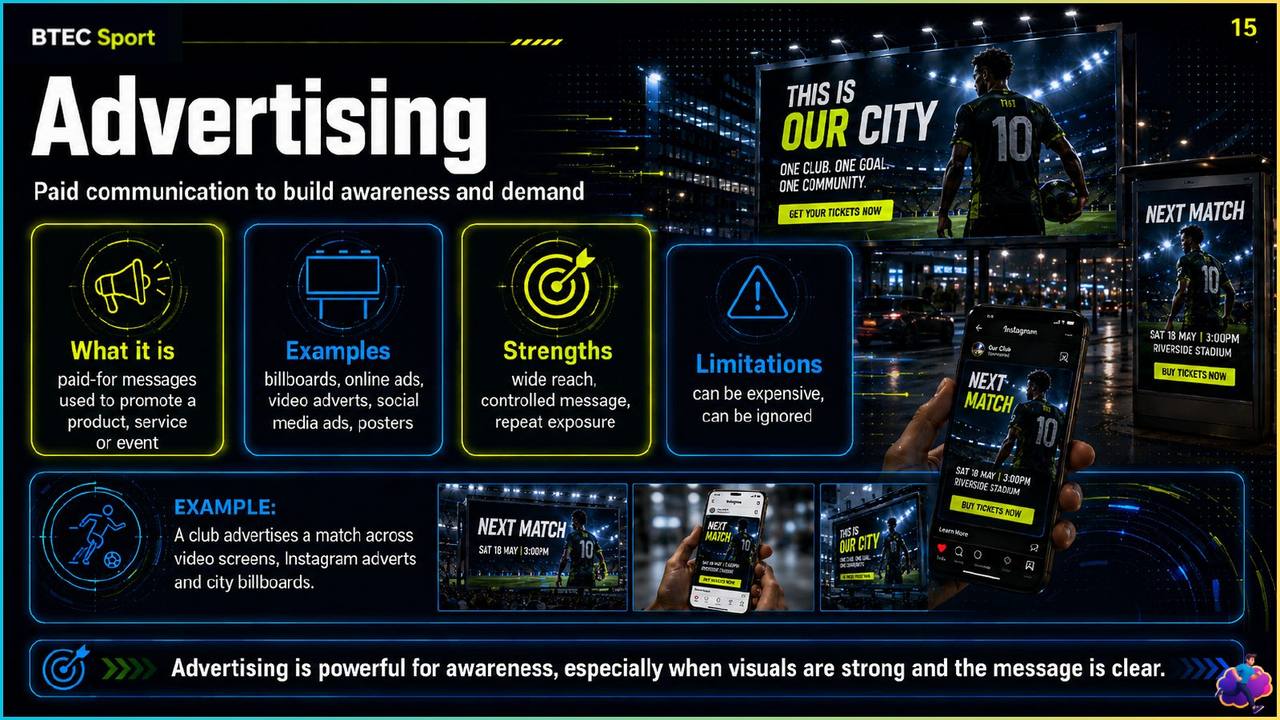 BTEC Sport
15
Advertising
Paid communication to build awareness and demand
What it is
paid-for messages
used to promote a
product, service
or event
Examples
billboards, online ads,
video adverts, social
media ads, posters
Strengths
wide reach,
controlled message,
repeat exposure
Limitations
can be expensive,
can be ignored
THIS IS
OUR CITY
ONE CLUB. ONE GOAL.
ONE COMMUNITY.
GET YOUR TICKETS NOW
10
NEXT MATCH
10
SAT 18 MAY | 3:00PM
RIVERSIDE STADIUM
BUY TICKETS NOW
Instagram
Our Club
NEXT
MATCH
10
SAT 18 MAY | 3:00PM
RIVERSIDE STADIUM
BUY TICKETS NOW
Learn More
EXAMPLE:
A club advertises a match across
video screens, Instagram adverts
and city billboards.
NEXT MATCH
SAT 18 MAY | 3:00PM
10
NEXT
MATCH
10
THIS IS
OUR CITY
10
Advertising is powerful for awareness, especially when visuals are strong and the message is clear.